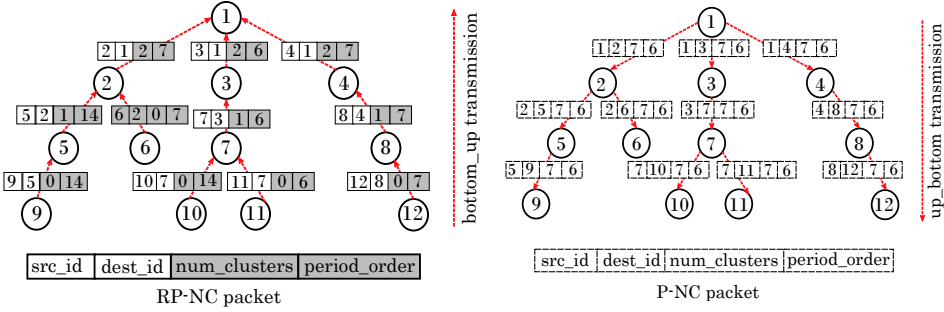 1
2 1 2 7
3 1 2 6
4 1 2 7
2
3
4
5 2 1 14
6 2 0 7
7 3 1 6
8 4 1 7
5
6
7
8
9 5 0 14
10 7 0 14
11 7 0 6
12 8 0 7
9
10
11
12
bottom_up transmission
src_id dest_id num_clusters period_order
RP-NC packet
1
1 2 7 6
1 3 7 6
1 4 7 6
2
3
4
2 5 7 6
2 6 7 6
3 7 7 6
4 8 7 6
5
6
7
8
5 9 7 6
7 10 7 6
7 11 7 6
8 12 7 6
9
10
11
12
up_bottom transmission
src_id dest_id num_clusters period_order
P-NC packet